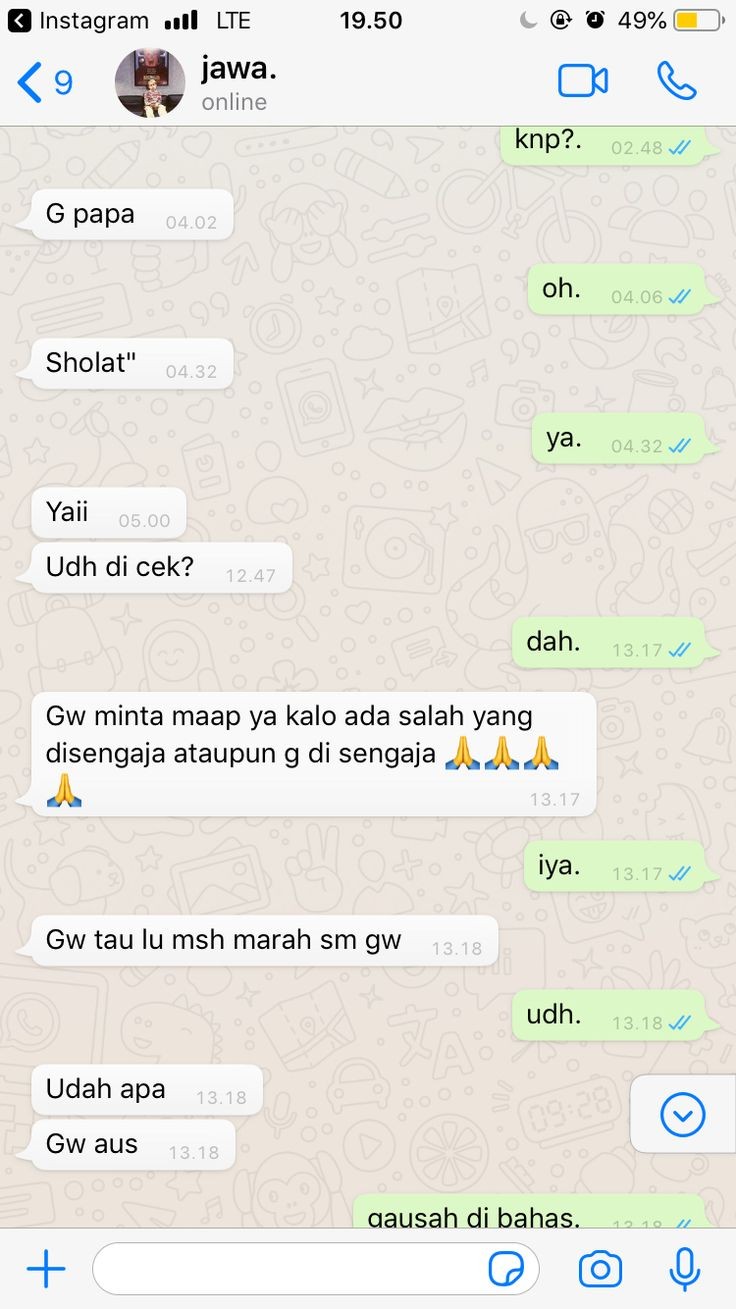 Instagram LTE 19.50 49%
9 jawa.
online
knp?. 02.48
G papa 04.02
oh. 04.06
Sholat" 04.32
ya. 04.32
Yaii 05.00
Udh di cek? 12.47
dah. 13.17
Gw minta maap ya kalo ada salah yang
disengaja ataupun g di sengaja 🙏🙏🙏
🙏 13.17
iya. 13.17
Gw tau lu msh marah sm gw 13.18
udh. 13.18
Udah apa 13.18
Gw aus 13.18
gausah di bahas. 13.18